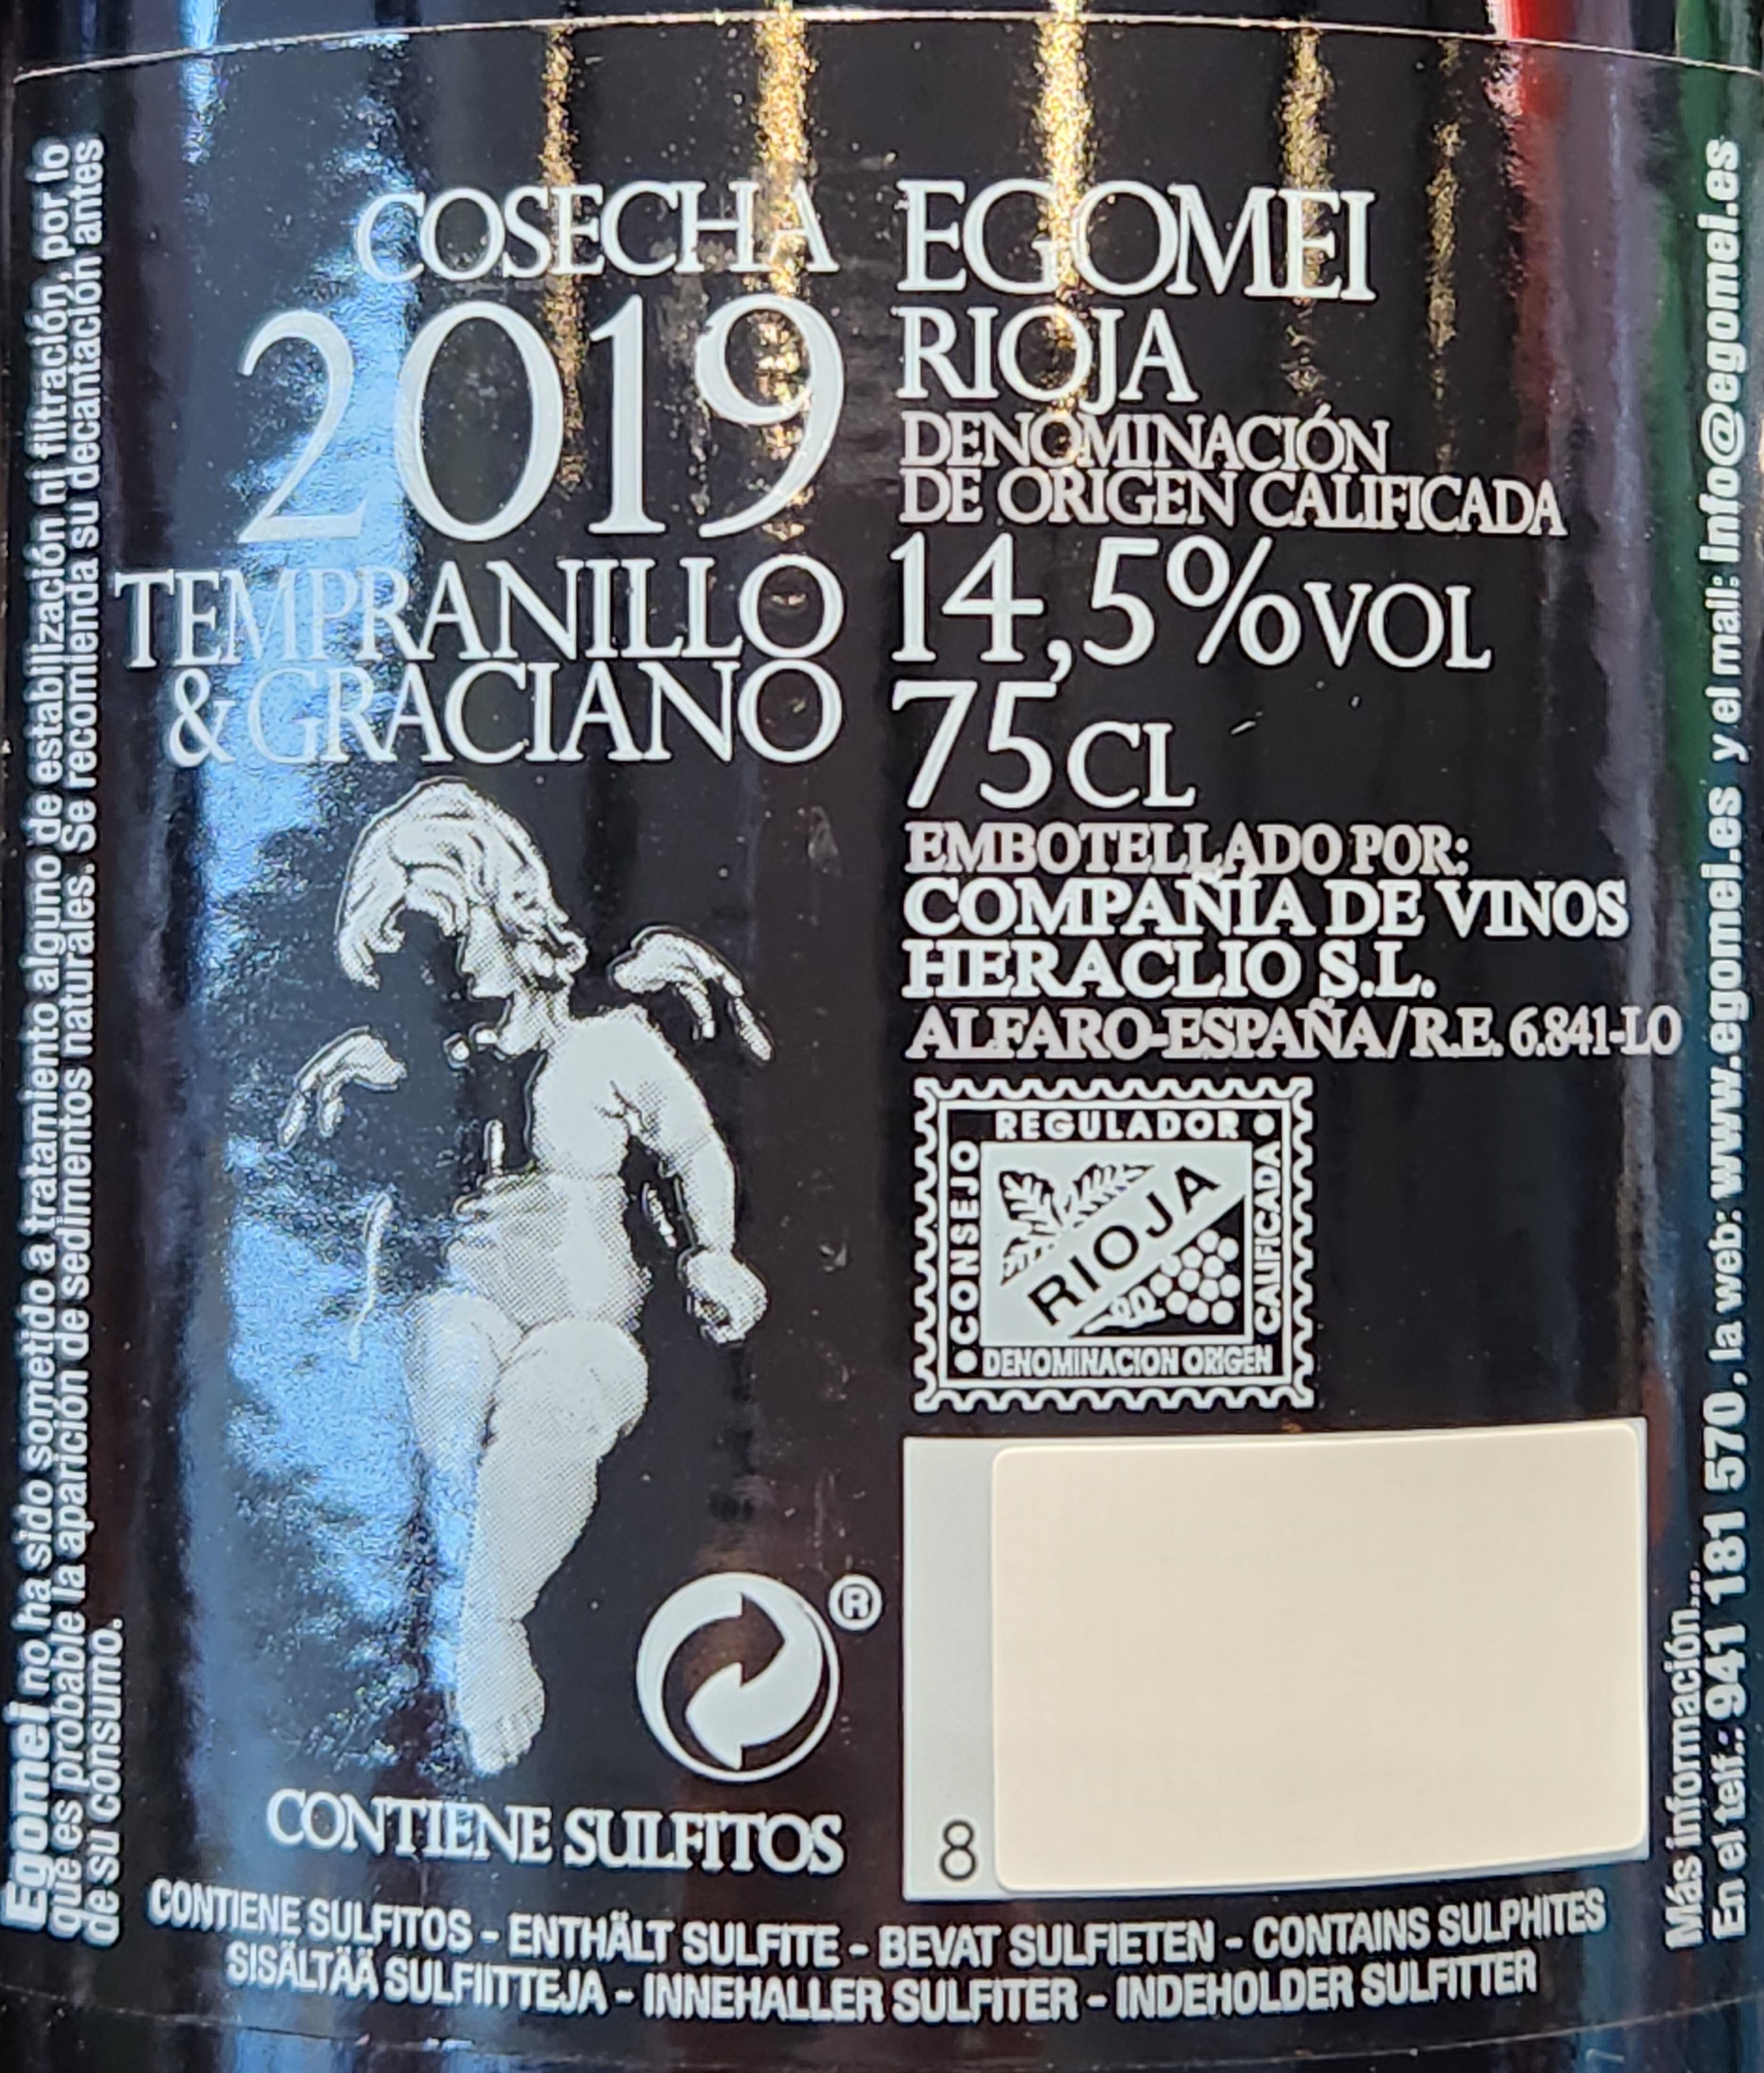 Egomei no ha sido sometido a tratamiento alguno de estabilización ni filtración, por lo
que es probable la aparición de sedimentos naturales. Se recomienda su decantación antes
de su consumo.
COSECHA
2019
TEMPRANILLO
& GRACIANO
EGOMEI
RIOJA
DENOMINACIÓN
DE ORIGEN CALIFICADA
14,5% VOL
75 CL
EMBOTELLADO POR:
COMPAÑÍA DE VINOS
HERACLIO S.L.
ALFARO-ESPAÑA/R.E. 6.841-LO
CONSEJO
REGULADOR
CALIFICADA
DENOMINACION ORIGEN
RIOJA
8
®
CONTIENE SULFITOS
CONTIENE SULFITOS - ENTHÄLT SULFITE - BEVAT SULFIETEN - CONTAINS SULPHITES
SISÄLTÄÄ SULFIITTEJA - INNEHALLER SULFITER - INDEHOLDER SULFITTER
Más información...
En el telf.: 941 181 570, la web: www.egomei.es y el mail: info@egomei.es